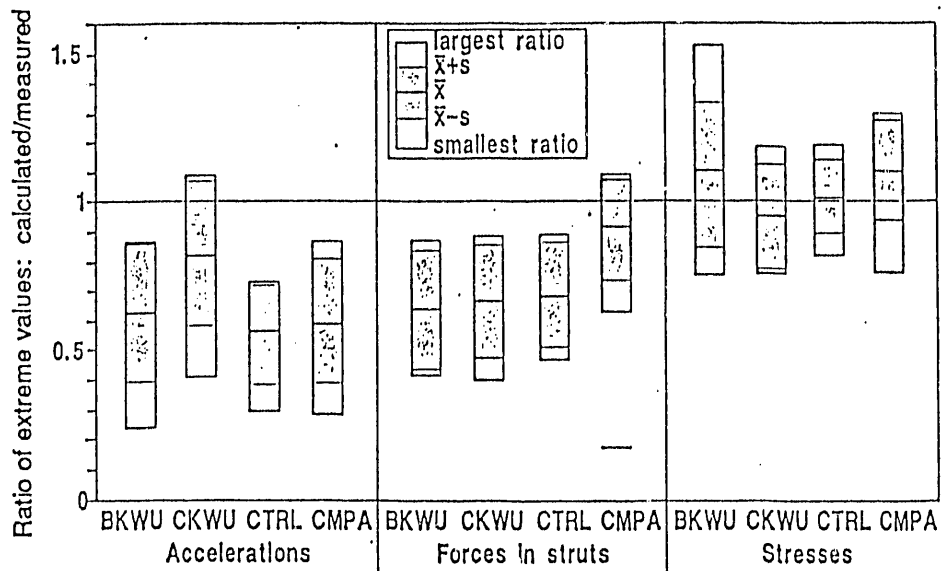 Ratio of extreme values: calculated/measured
1.5
1
0.5
0
largest ratio
x̄+s
x̄
x̄-s
smallest ratio
BKWU CKWU CTRL CMPA
Accelerations
BKWU CKWU CTRL CMPA
Forces in struts
BKWU CKWU CTRL CMPA
Stresses